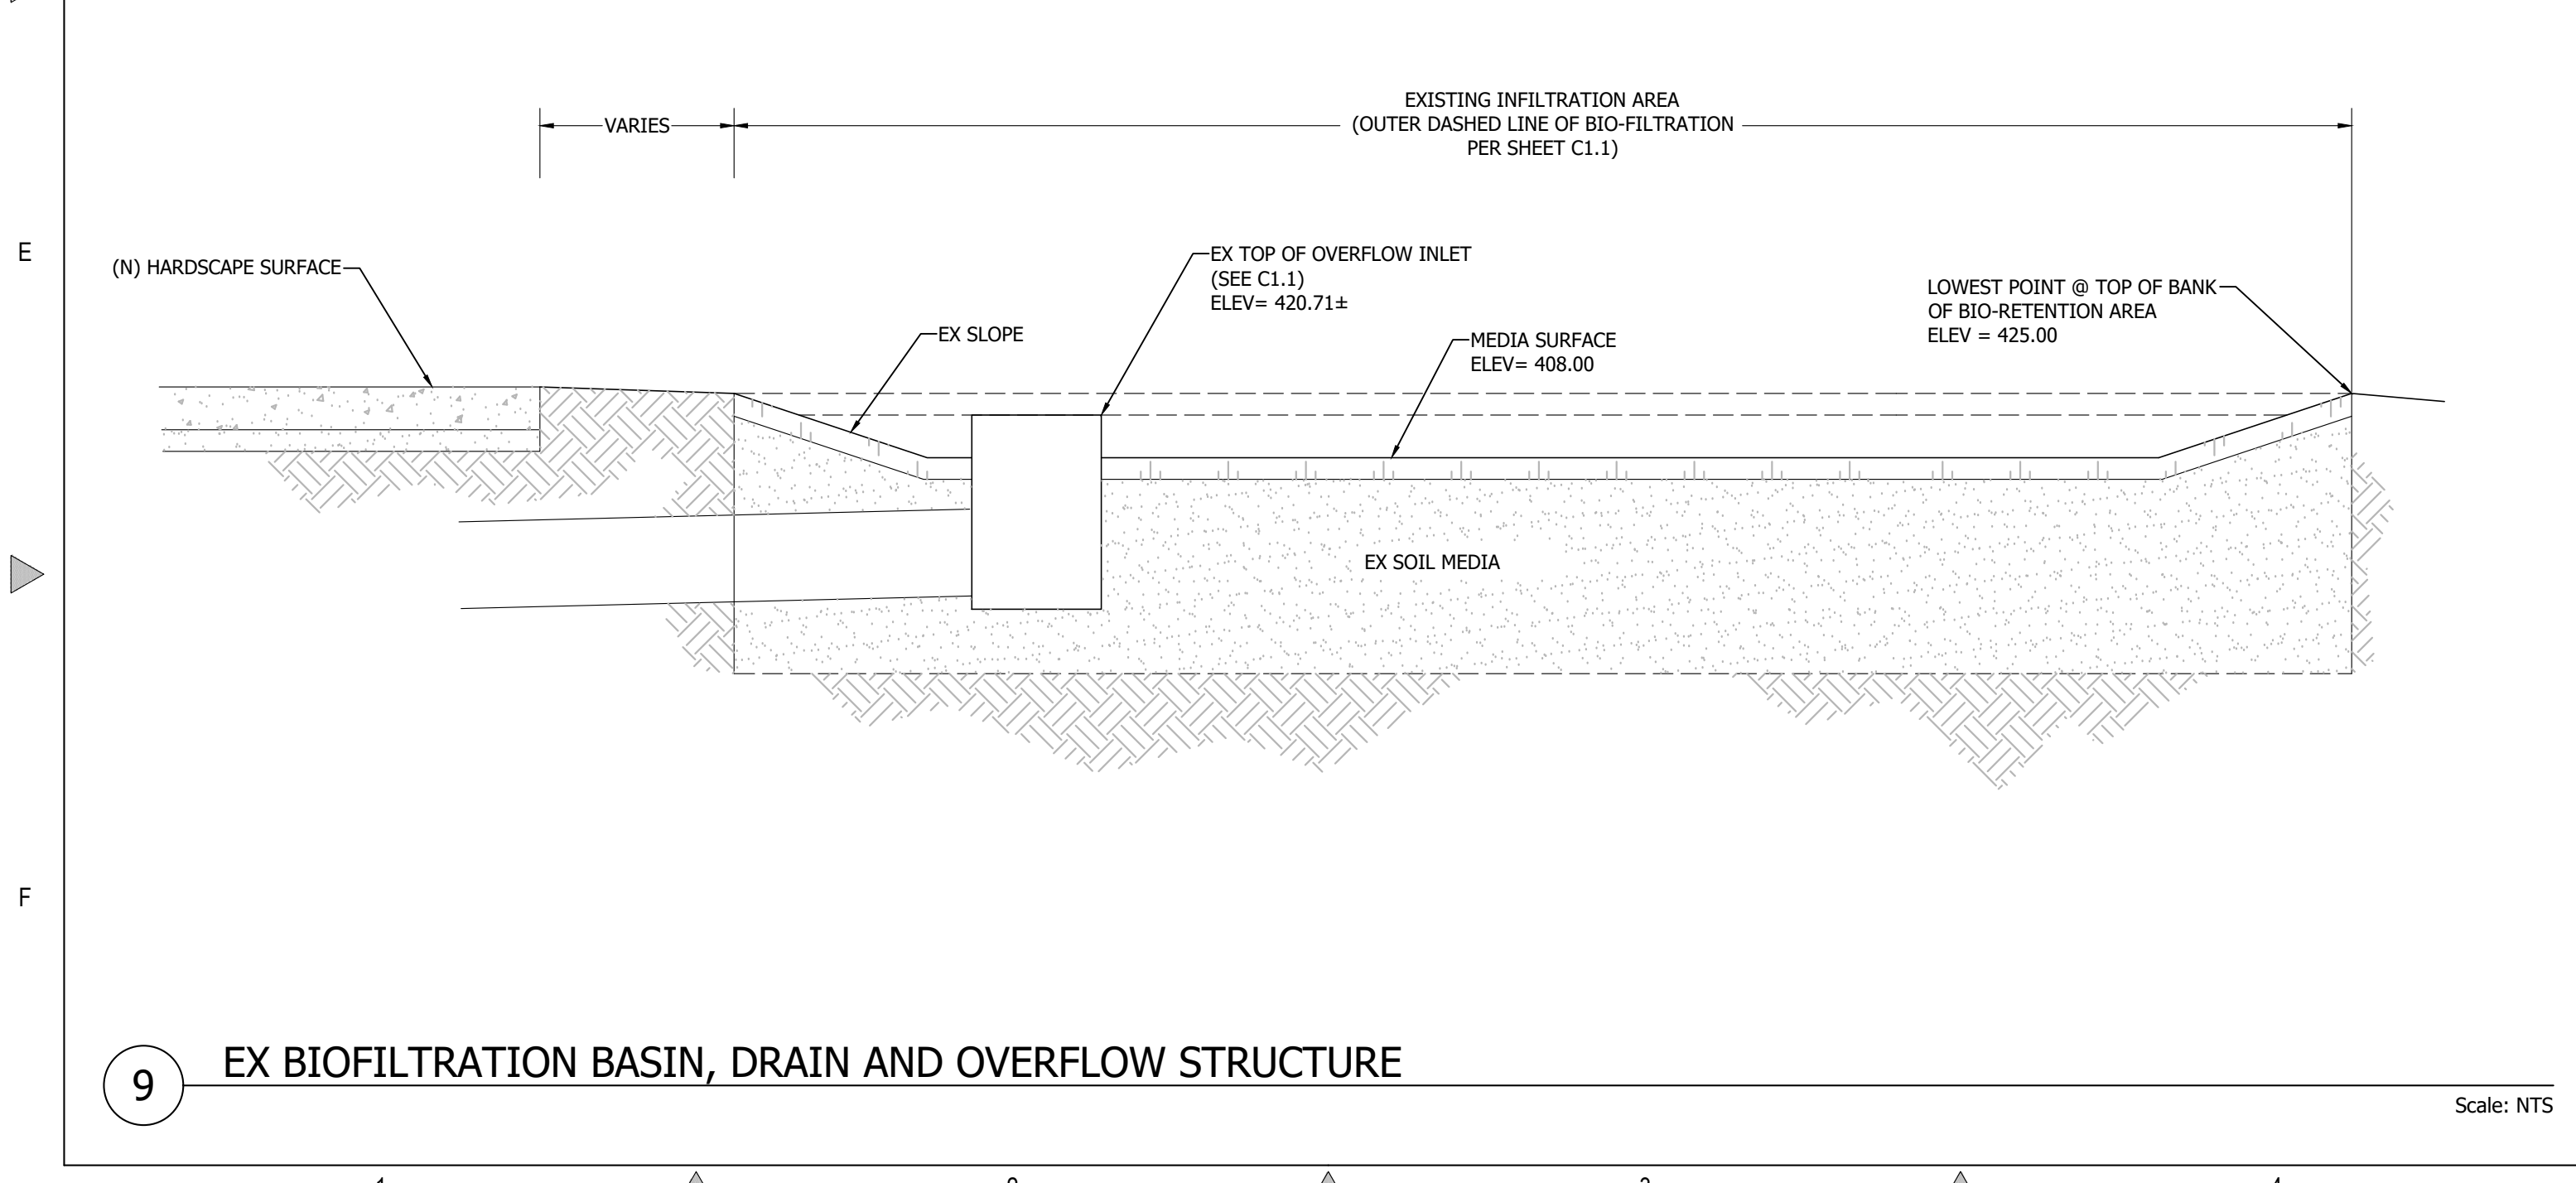 EXISTING INFILTRATION AREA
(OUTER DASHED LINE OF BIO-FILTRATION
PER SHEET C1.1)
VARIES
E
(N) HARDSCAPE SURFACE
EX TOP OF OVERFLOW INLET
(SEE C1.1)
ELEV= 420.71±
EX SLOPE
MEDIA SURFACE
ELEV= 408.00
LOWEST POINT @ TOP OF BANK
OF BIO-RETENTION AREA
ELEV = 425.00
EX SOIL MEDIA
F
9
EX BIOFILTRATION BASIN, DRAIN AND OVERFLOW STRUCTURE
Scale: NTS